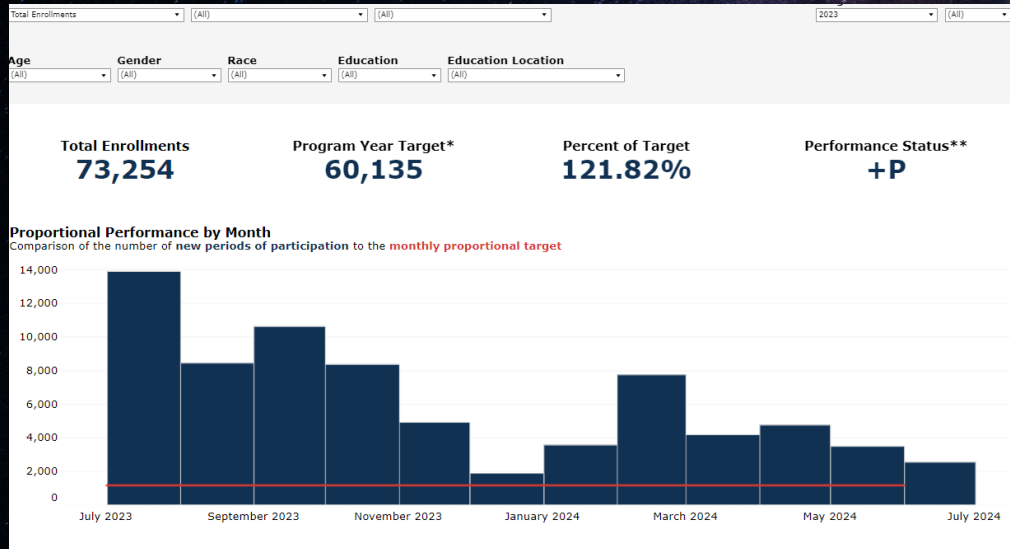 Total Enrollments (All) (All) 2023 (All)
Age Gender Race Education Education Location
(All) (All) (All) (All) (All)
Total Enrollments Program Year Target* Percent of Target Performance Status**
73,254 60,135 121.82% +P
Proportional Performance by Month
Comparison of the number of new periods of participation to the monthly proportional target
14,000
12,000
10,000
8,000
6,000
4,000
2,000
0
July 2023 September 2023 November 2023 January 2024 March 2024 May 2024 July 2024